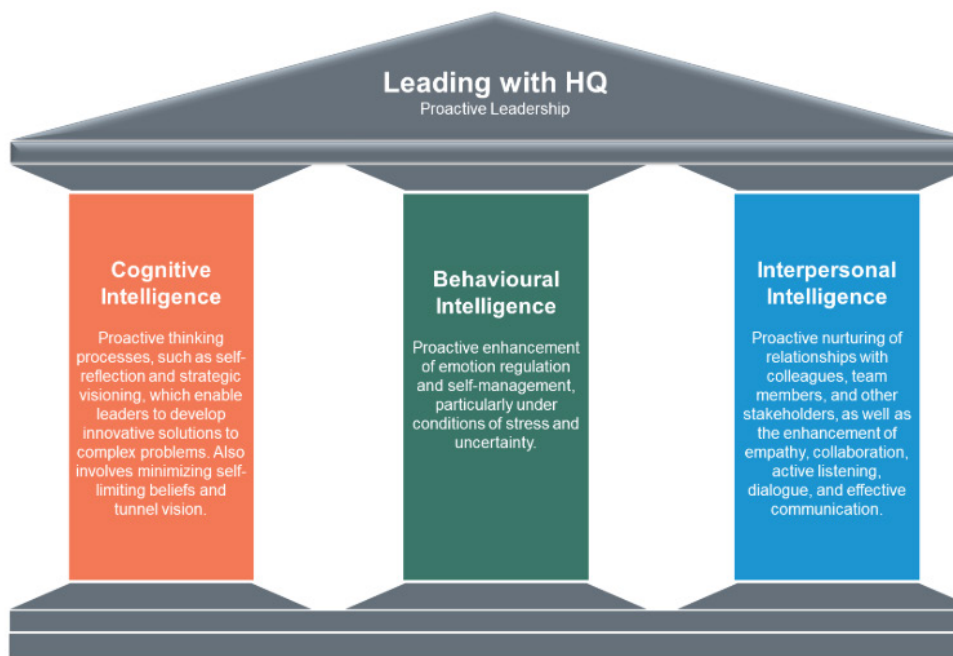 Leading with HQ
Proactive Leadership
Cognitive
Intelligence
Proactive thinking
processes, such as self-
reflection and strategic
visioning, which enable
leaders to develop
innovative solutions to
complex problems. Also
involves minimizing self-
limiting beliefs and
tunnel vision.
Behavioural
Intelligence
Proactive enhancement
of emotion regulation
and self-management,
particularly under
conditions of stress and
uncertainty.
Interpersonal
Intelligence
Proactive nurturing of
relationships with
colleagues, team
members, and other
stakeholders, as well as
the enhancement of
empathy, collaboration,
active listening,
dialogue, and effective
communication.